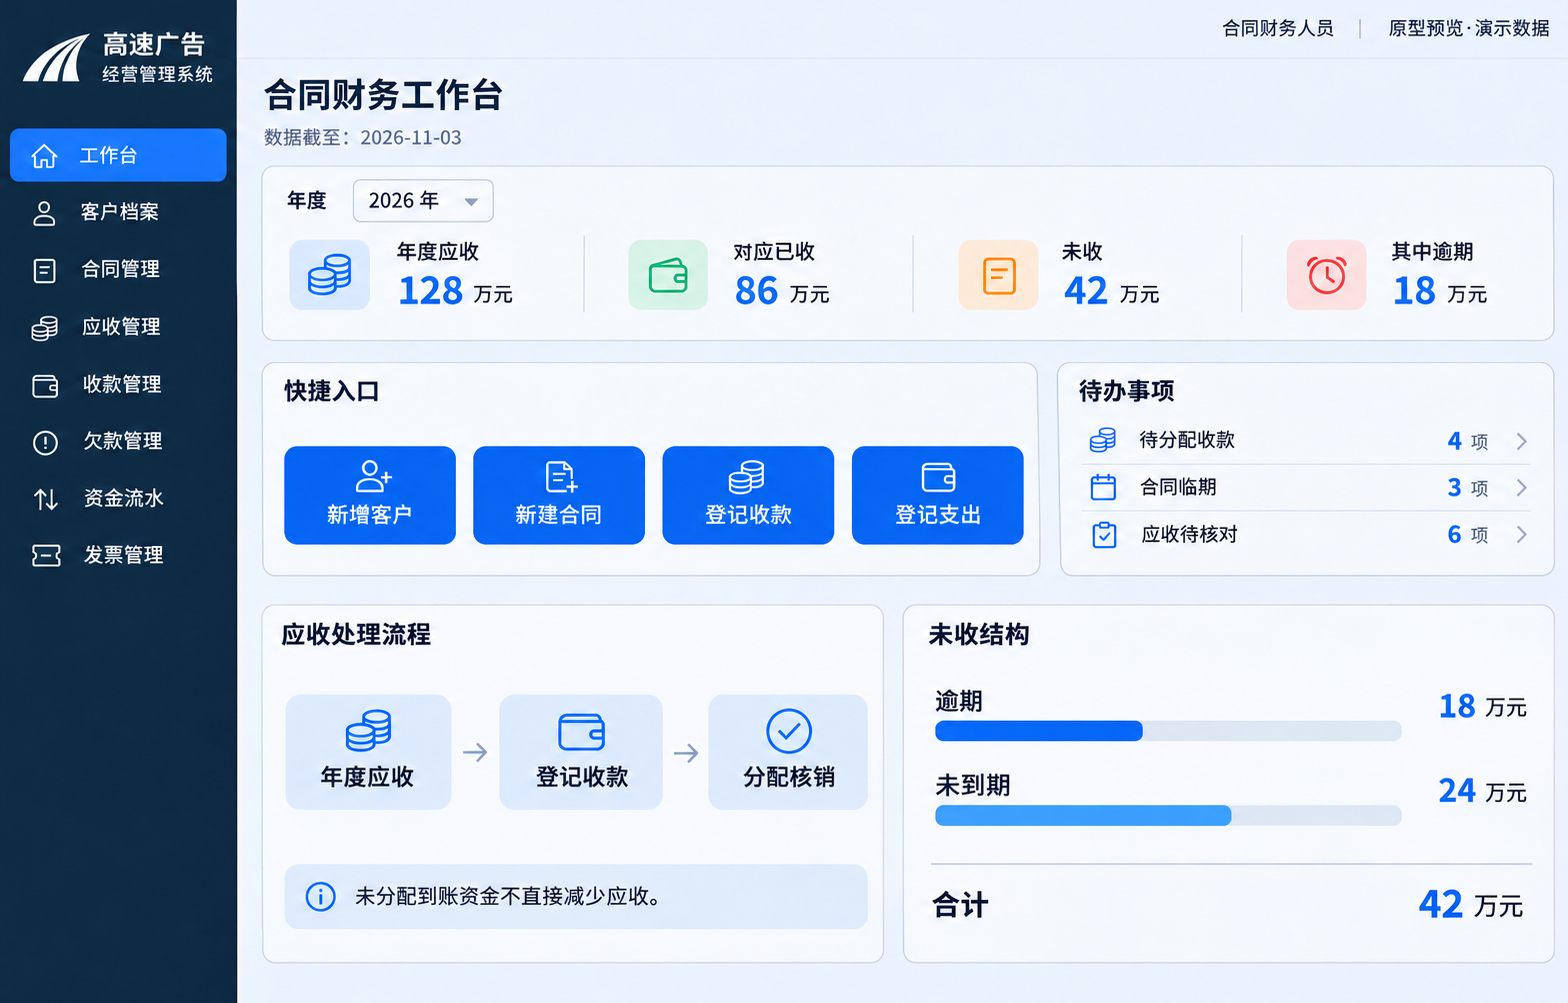 高速广告
经营管理系统
工作台
客户档案
合同管理
应收管理
收款管理
欠款管理
资金流水
发票管理
合同财务人员 | 原型预览·演示数据
合同财务工作台
数据截至：2026-11-03
年度 2026 年
年度应收
128 万元
对应已收
86 万元
未收
42 万元
其中逾期
18 万元
快捷入口
新增客户
新建合同
登记收款
登记支出
待办事项
待分配收款 4 项
合同临期 3 项
应收待核对 6 项
应收处理流程
年度应收
登记收款
分配核销
未分配到账资金不直接减少应收。
未收结构
逾期 18 万元
未到期 24 万元
合计 42 万元